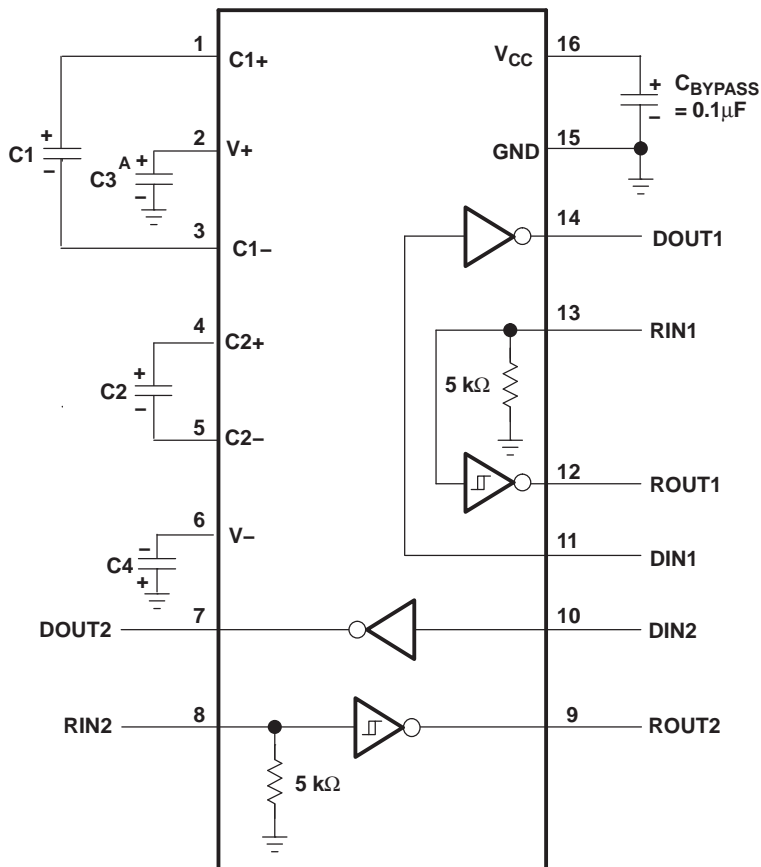 1 C1+ V_CC 16
+ C_BYPASS
– = 0.1μF
2 V+ GND 15
C1 + –
C3 A + –
3 C1– 14 DOUT1
4 C2+ 13 RIN1
C2 + –
5 kΩ
5 C2– 12 ROUT1
6 V– 11 DIN1
C4 – +
DOUT2 7 10 DIN2
RIN2 8 9 ROUT2
5 kΩ